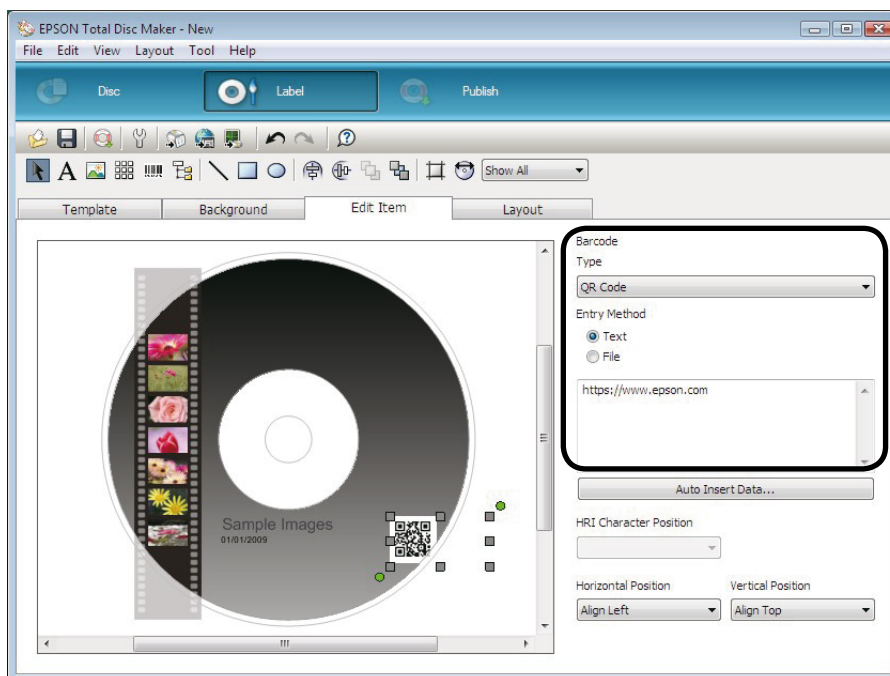 EPSON Total Disc Maker - New
File Edit View Layout Tool Help
Disc Label Publish
A Show All
Template Background Edit Item Layout
Barcode
Type
QR Code
Entry Method
Text
File
https://www.epson.com
Auto Insert Data...
HRI Character Position
Horizontal Position Vertical Position
Align Left Align Top
Sample Images
01/01/2009